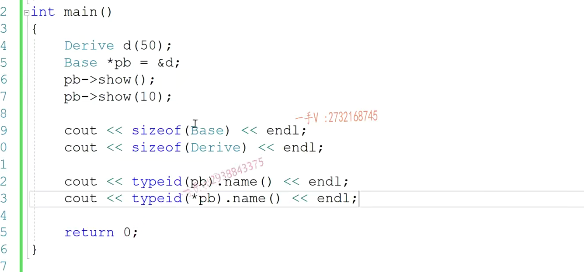 2 int main()
3 {
4 Derive d(50);
5 Base *pb = &d;
6 pb->show();
7 pb->show(10);
8
9 cout << sizeof(Base) << endl;
0 cout << sizeof(Derive) << endl;
1
2 cout << typeid(pb).name() << endl;
3 cout << typeid(*pb).name() << endl;
4
5 return 0;
6 }
7
一手V :2732168745
2938843375